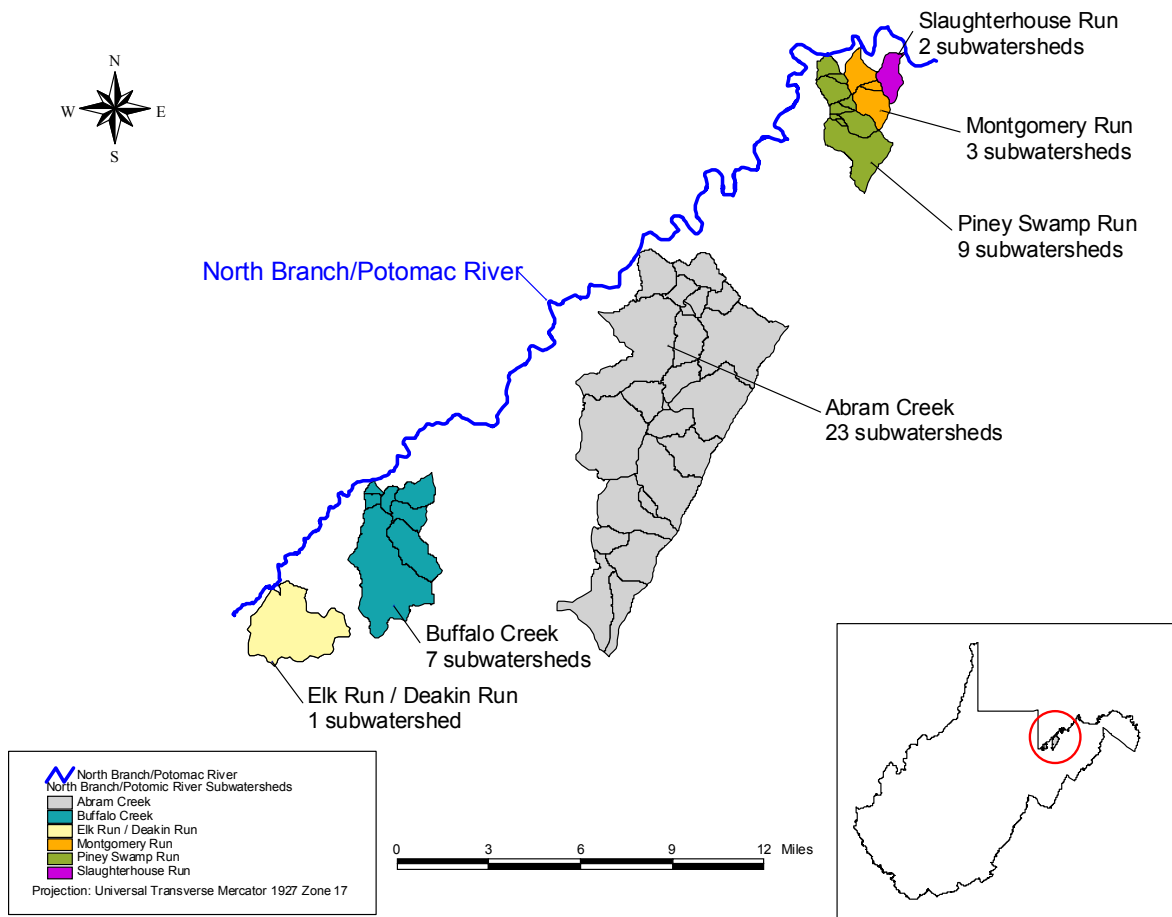 Slaughterhouse Run
2 subwatersheds
N
W
E
S
Montgomery Run
3 subwatersheds
Piney Swamp Run
9 subwatersheds
North Branch/Potomac River
Abram Creek
23 subwatersheds
Buffalo Creek
7 subwatersheds
Elk Run / Deakin Run
1 subwatershed
North Branch/Potomac River
North Branch/Potomic River Subwatersheds
Abram Creek
Buffalo Creek
Elk Run / Deakin Run
Montgomery Run
Piney Swamp Run
Slaughterhouse Run
Projection: Universal Transverse Mercator 1927 Zone 17
0 3 6 9 12 Miles